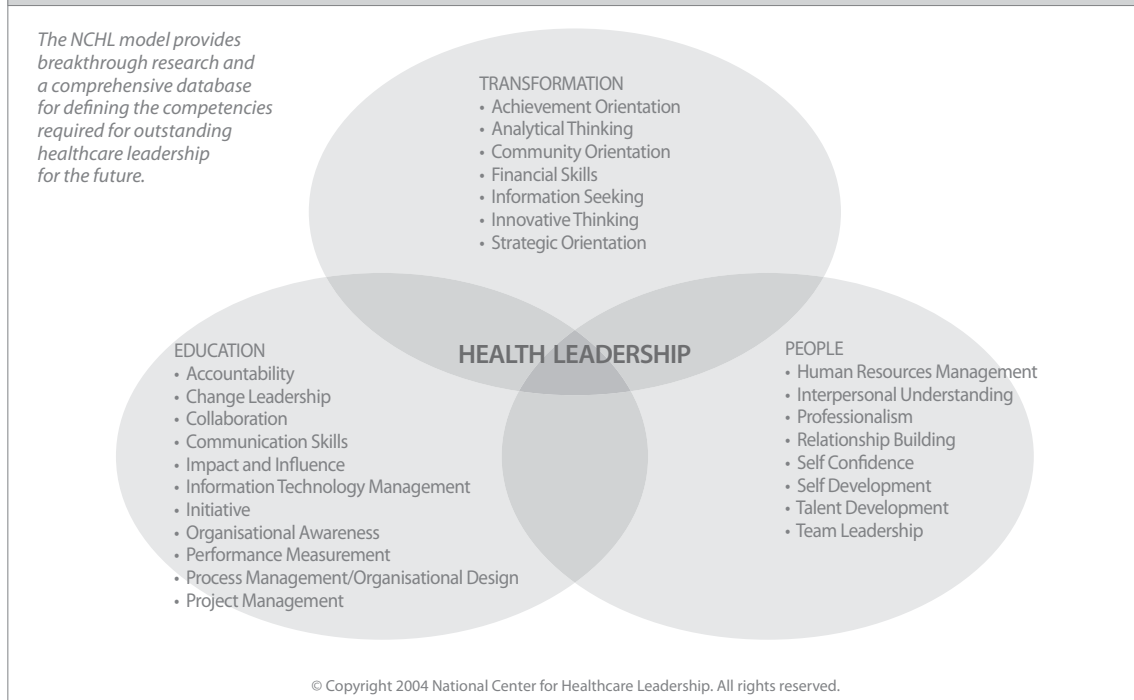 The NCHL model provides
breakthrough research and
a comprehensive database
for defining the competencies
required for outstanding
healthcare leadership
for the future.
TRANSFORMATION
• Achievement Orientation
• Analytical Thinking
• Community Orientation
• Financial Skills
• Information Seeking
• Innovative Thinking
• Strategic Orientation
HEALTH LEADERSHIP
EDUCATION
• Accountability
• Change Leadership
• Collaboration
• Communication Skills
• Impact and Influence
• Information Technology Management
• Initiative
• Organisational Awareness
• Performance Measurement
• Process Management/Organisational Design
• Project Management
PEOPLE
• Human Resources Management
• Interpersonal Understanding
• Professionalism
• Relationship Building
• Self Confidence
• Self Development
• Talent Development
• Team Leadership
© Copyright 2004 National Center for Healthcare Leadership. All rights reserved.